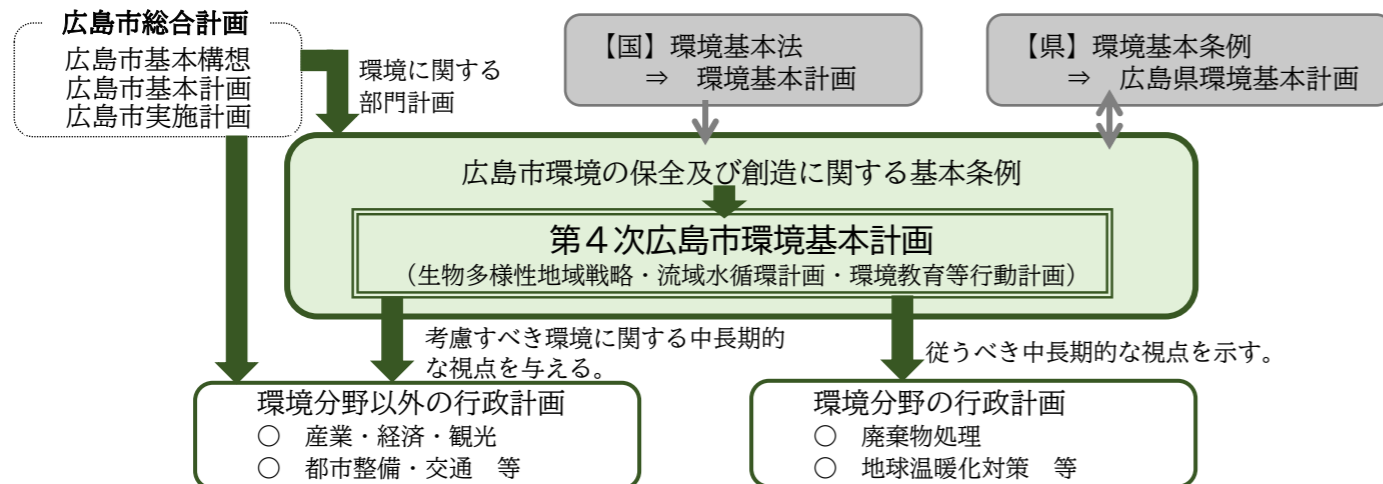 広島市総合計画
広島市基本構想
広島市基本計画
広島市実施計画
環境に関する
部門計画
【国】環境基本法
⇒ 環境基本計画
【県】環境基本条例
⇒ 広島県環境基本計画
広島市環境の保全及び創造に関する基本条例
第４次広島市環境基本計画
（生物多様性地域戦略・流域水循環計画・環境教育等行動計画）
考慮すべき環境に関する中長期的
な視点を与える。
従うべき中長期的な視点を示す。
環境分野以外の行政計画
○ 産業・経済・観光
○ 都市整備・交通 等
環境分野の行政計画
○ 廃棄物処理
○ 地球温暖化対策 等